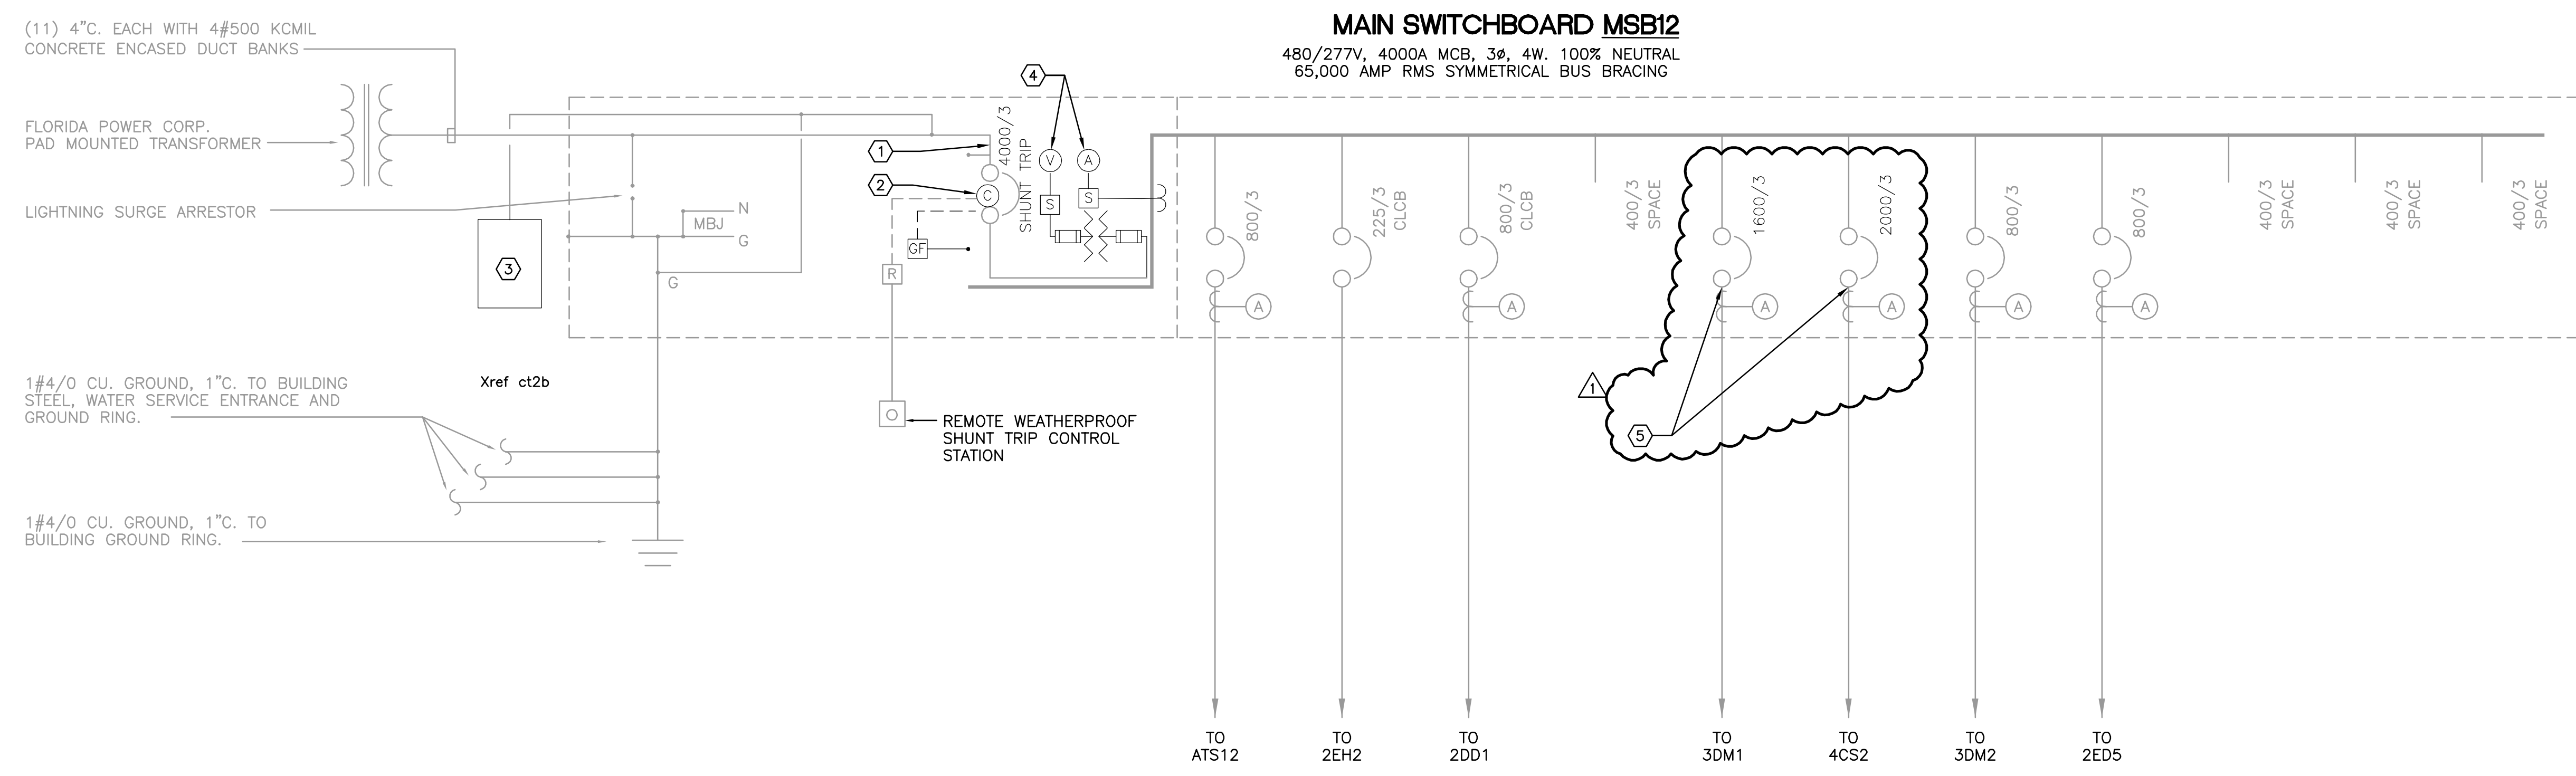 (11) 4"C. EACH WITH 4#500 KCMIL
CONCRETE ENCASED DUCT BANKS
FLORIDA POWER CORP.
PAD MOUNTED TRANSFORMER
LIGHTNING SURGE ARRESTOR
1#4/0 CU. GROUND, 1"C. TO BUILDING
STEEL, WATER SERVICE ENTRANCE AND
GROUND RING.
1#4/0 CU. GROUND, 1"C. TO
BUILDING GROUND RING.
Xref ct2b
3
N
MBJ
G
G
MAIN SWITCHBOARD MSB12
480/277V, 4000A MCB, 3ø, 4W. 100% NEUTRAL
65,000 AMP RMS SYMMETRICAL BUS BRACING
4
1
2
4000/3
SHUNT TRIP
C
V
A
S
S
GF
R
REMOTE WEATHERPROOF
SHUNT TRIP CONTROL
STATION
800/3
A
225/3
CLCB
800/3
CLCB
A
400/3
SPACE
1600/3
A
2000/3
A
800/3
A
800/3
A
400/3
SPACE
400/3
SPACE
400/3
SPACE
1
5
TO
ATS12
TO
2EH2
TO
2DD1
TO
3DM1
TO
4CS2
TO
3DM2
TO
2ED5